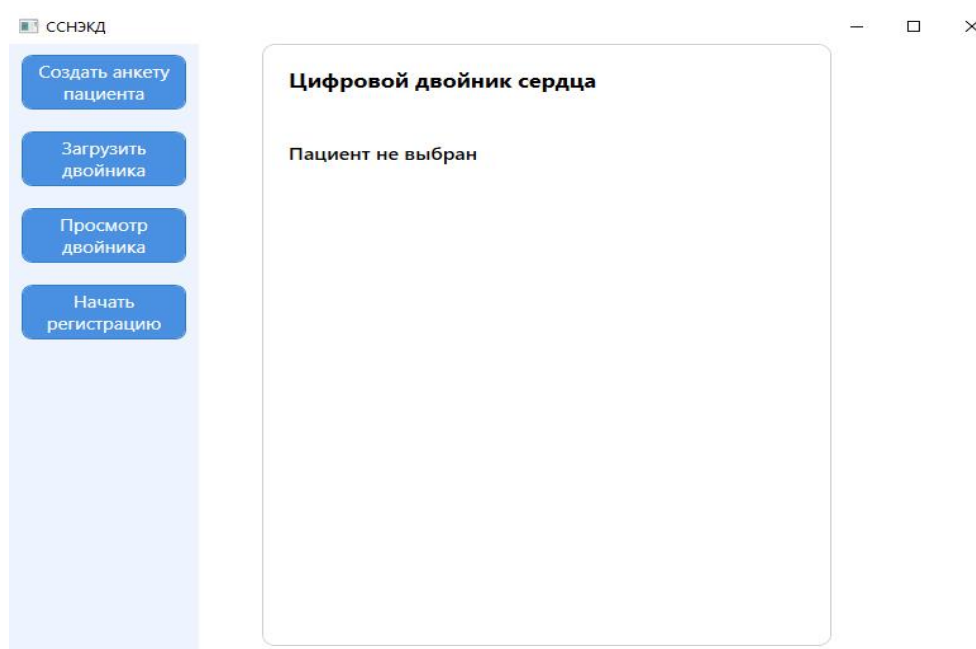 ССНЭКД
Создать анкету
пациента
Загрузить
двойника
Просмотр
двойника
Начать
регистрацию
Цифровой двойник сердца
Пациент не выбран